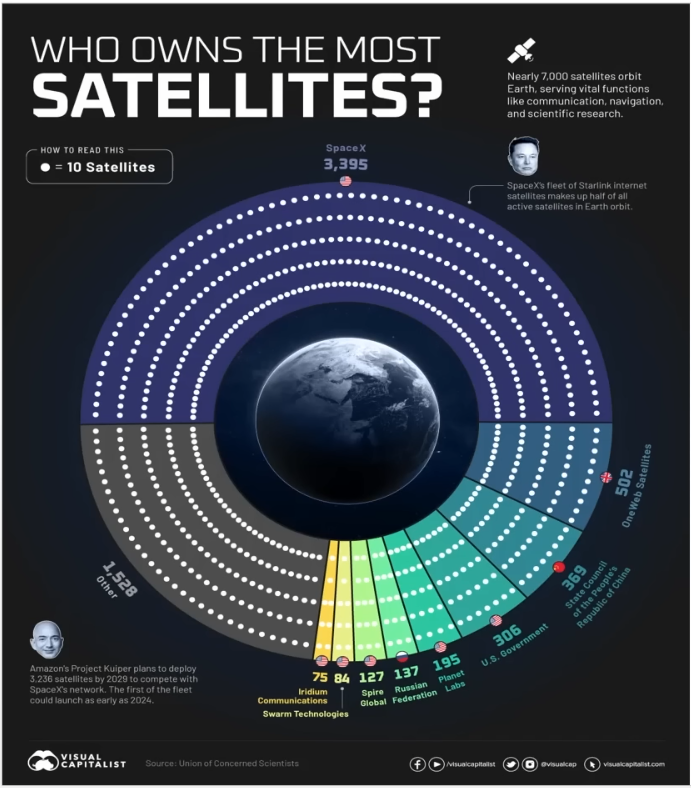 WHO OWNS THE MOST
SATELLITES?
Nearly 7,000 satellites orbit
Earth, serving vital functions
like communication, navigation,
and scientific research.
HOW TO READ THIS
= 10 Satellites
SpaceX
3,395
SpaceX's fleet of Starlink internet
satellites makes up half of all
active satellites in Earth orbit.
502
OneWeb Satellites
369
State Council
of the People's
Republic of China
306
U.S. Government
195
Planet
Labs
137
Russian
Federation
127
Spire
Global
84
Swarm Technologies
75
Iridium
Communications
1,528
Other
Amazon's Project Kuiper plans to deploy
3,236 satellites by 2029 to compete with
SpaceX's network. The first of the fleet
could launch as early as 2024.
VISUAL
CAPITALIST
Source: Union of Concerned Scientists
/visualcapitalist
@visualcap
visualcapitalist.com